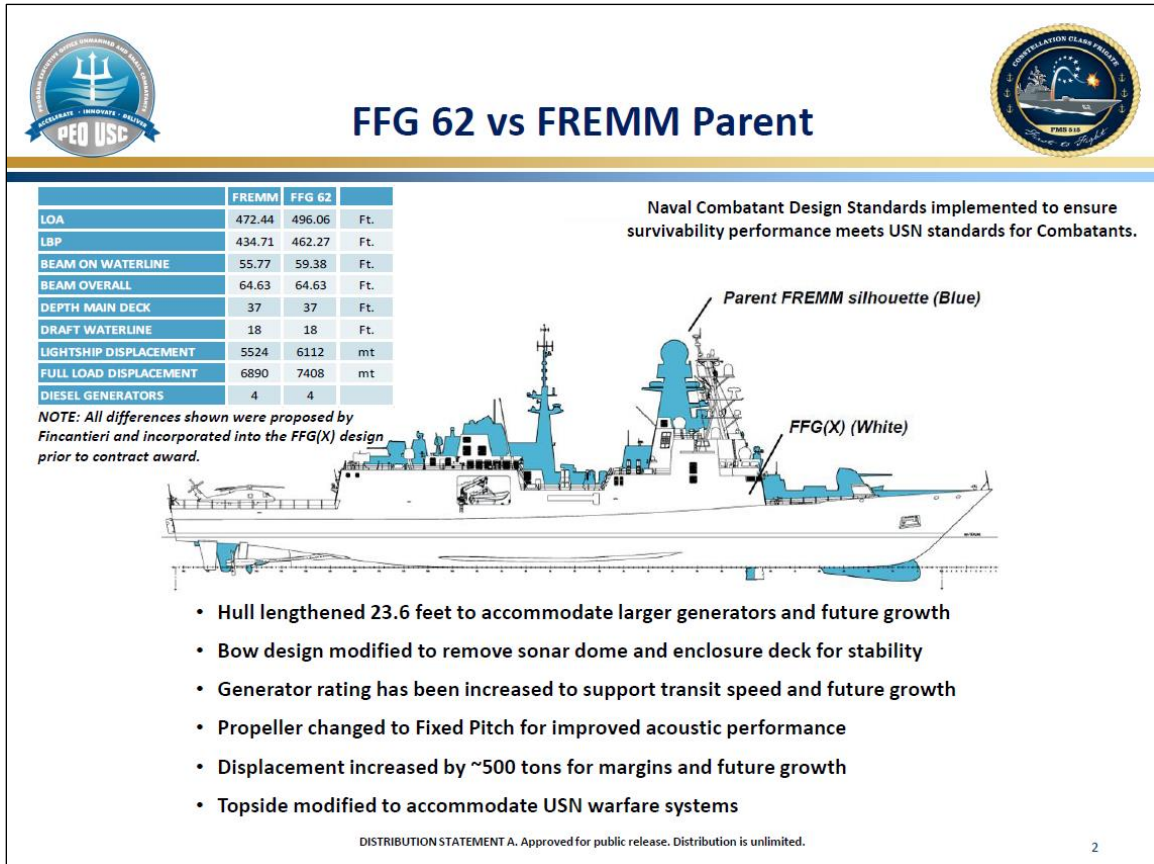 PROGRAM EXECUTIVE OFFICE UNMANNED AND SMALL COMBATANTS
ACCELERATE · INNOVATE · DELIVER
PEO USC
FFG 62 vs FREMM Parent
CONSTELLATION CLASS FRIGATE
62
PMS 515
FREMM FFG 62
LOA 472.44 496.06 Ft.
LBP 434.71 462.27 Ft.
BEAM ON WATERLINE 55.77 59.38 Ft.
BEAM OVERALL 64.63 64.63 Ft.
DEPTH MAIN DECK 37 37 Ft.
DRAFT WATERLINE 18 18 Ft.
LIGHTSHIP DISPLACEMENT 5524 6112 mt
FULL LOAD DISPLACEMENT 6890 7408 mt
DIESEL GENERATORS 4 4
NOTE: All differences shown were proposed by
Fincantieri and incorporated into the FFG(X) design
prior to contract award.
Naval Combatant Design Standards implemented to ensure
survivability performance meets USN standards for Combatants.
Parent FREMM silhouette (Blue)
FFG(X) (White)
• Hull lengthened 23.6 feet to accommodate larger generators and future growth
• Bow design modified to remove sonar dome and enclosure deck for stability
• Generator rating has been increased to support transit speed and future growth
• Propeller changed to Fixed Pitch for improved acoustic performance
• Displacement increased by ~500 tons for margins and future growth
• Topside modified to accommodate USN warfare systems
DISTRIBUTION STATEMENT A. Approved for public release. Distribution is unlimited.
2